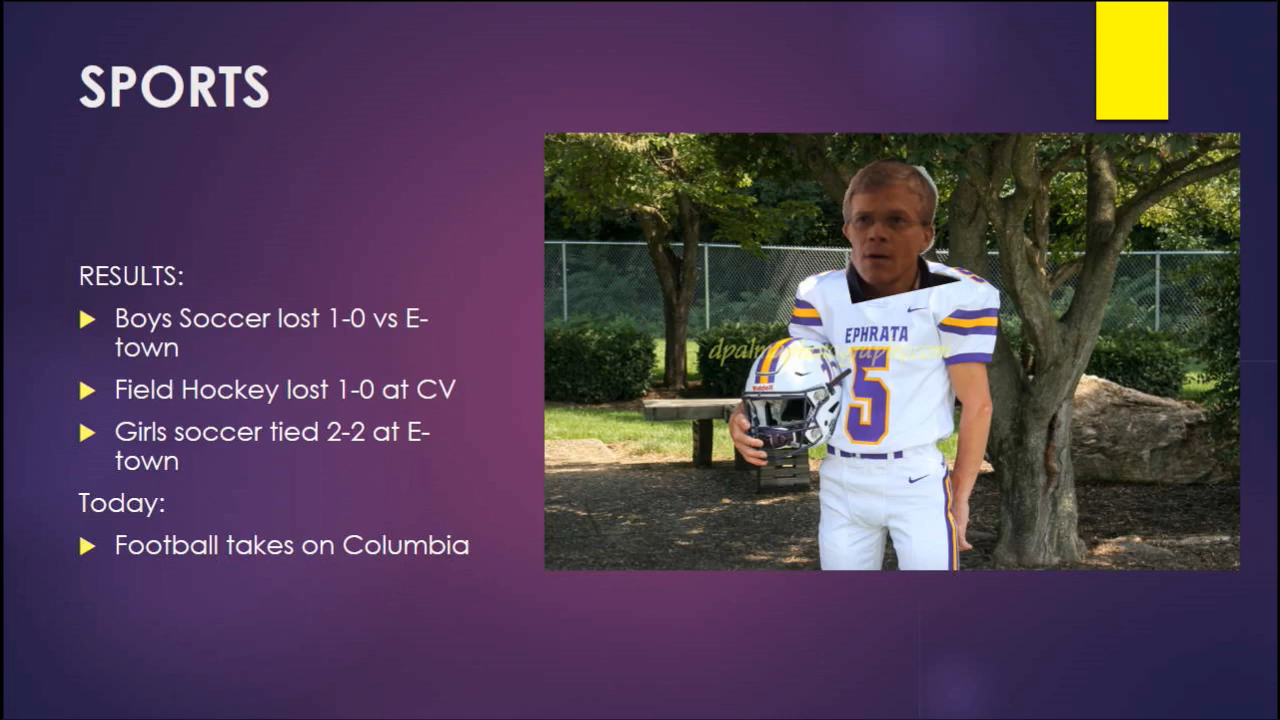 SPORTS
RESULTS:
Boys Soccer lost 1-0 vs E-
town
Field Hockey lost 1-0 at CV
Girls soccer tied 2-2 at E-
town
Today:
Football takes on Columbia
EPHRATA
5
Riddell